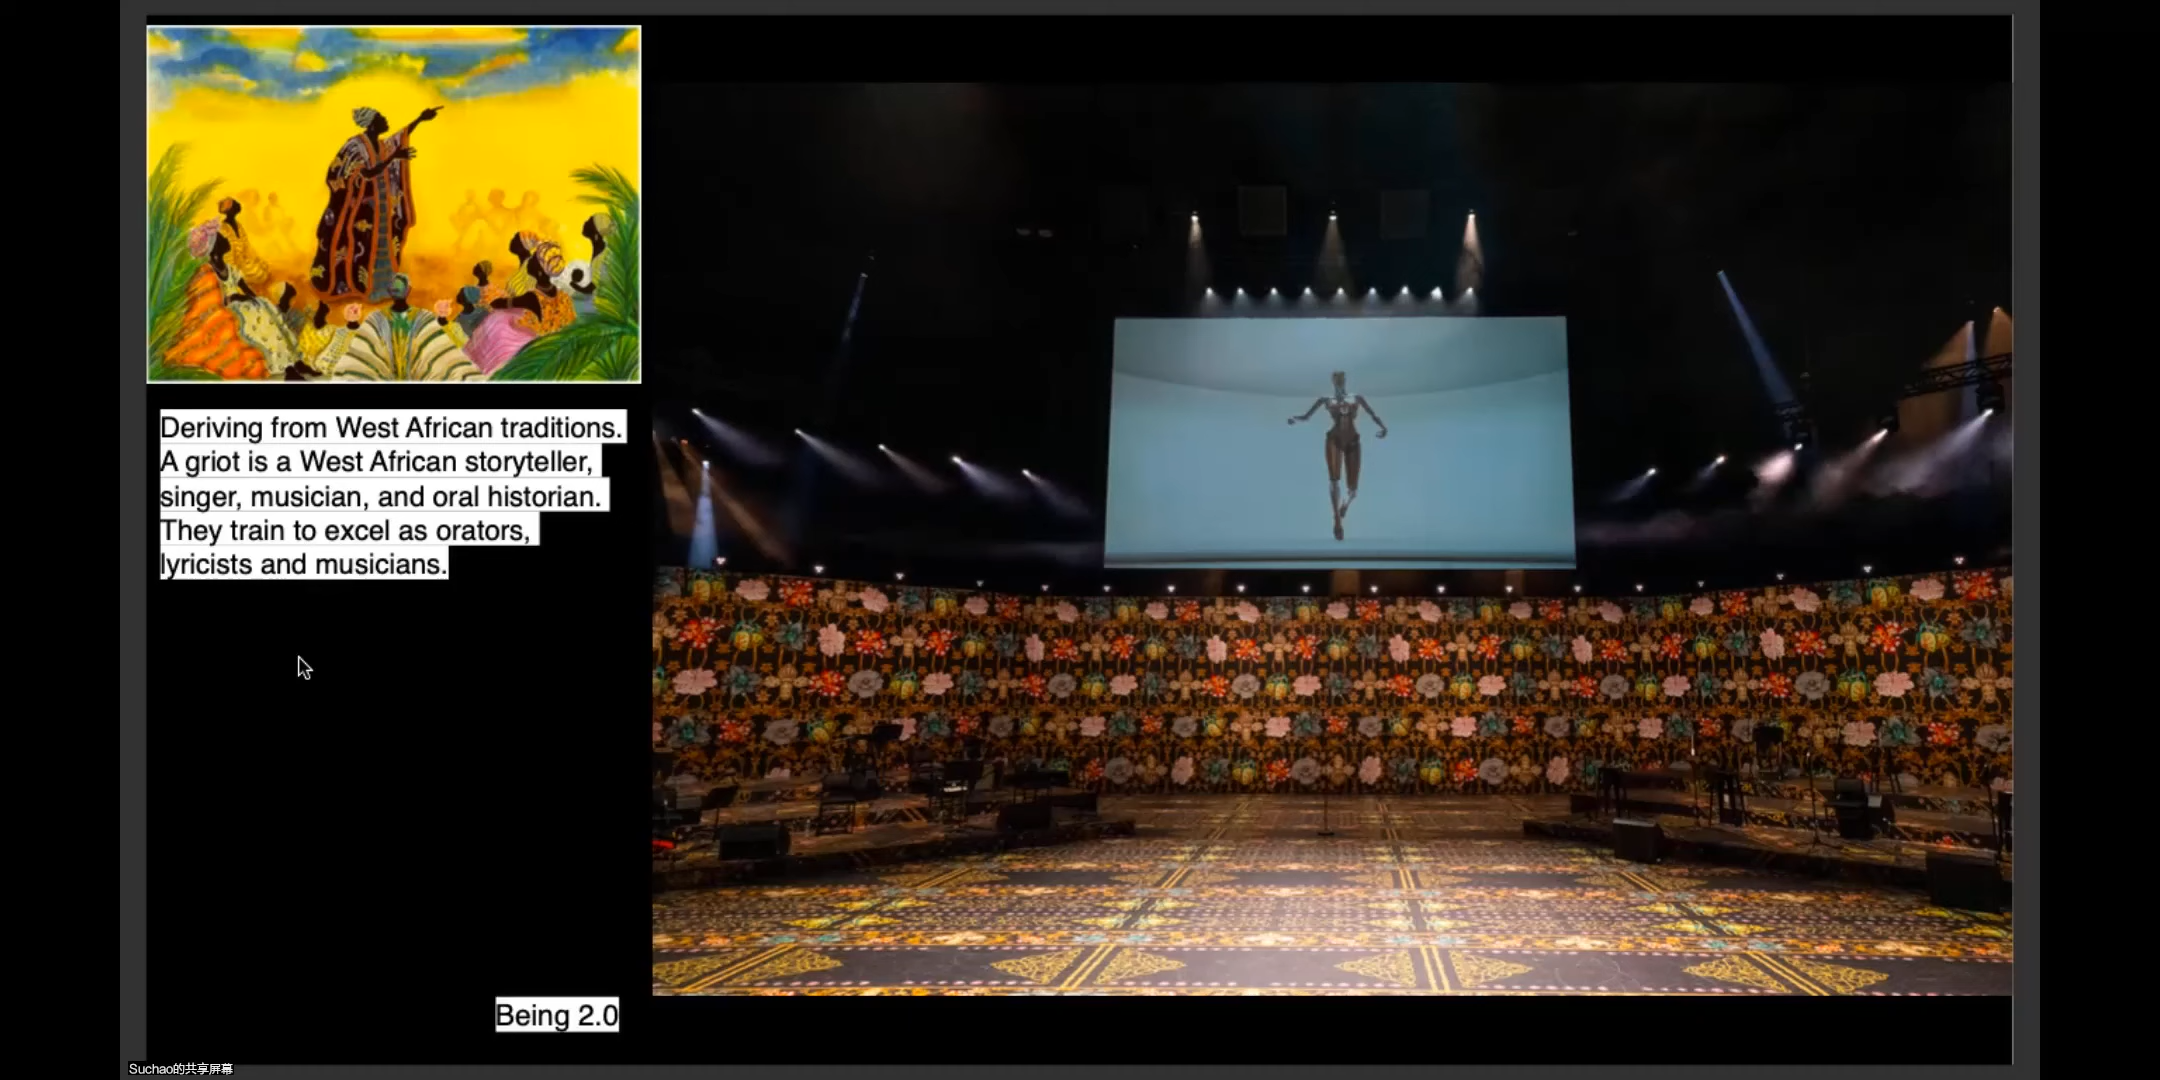 Deriving from West African traditions.
A griot is a West African storyteller,
singer, musician, and oral historian.
They train to excel as orators,
lyricists and musicians.
Being 2.0
Suchao的共享屏幕